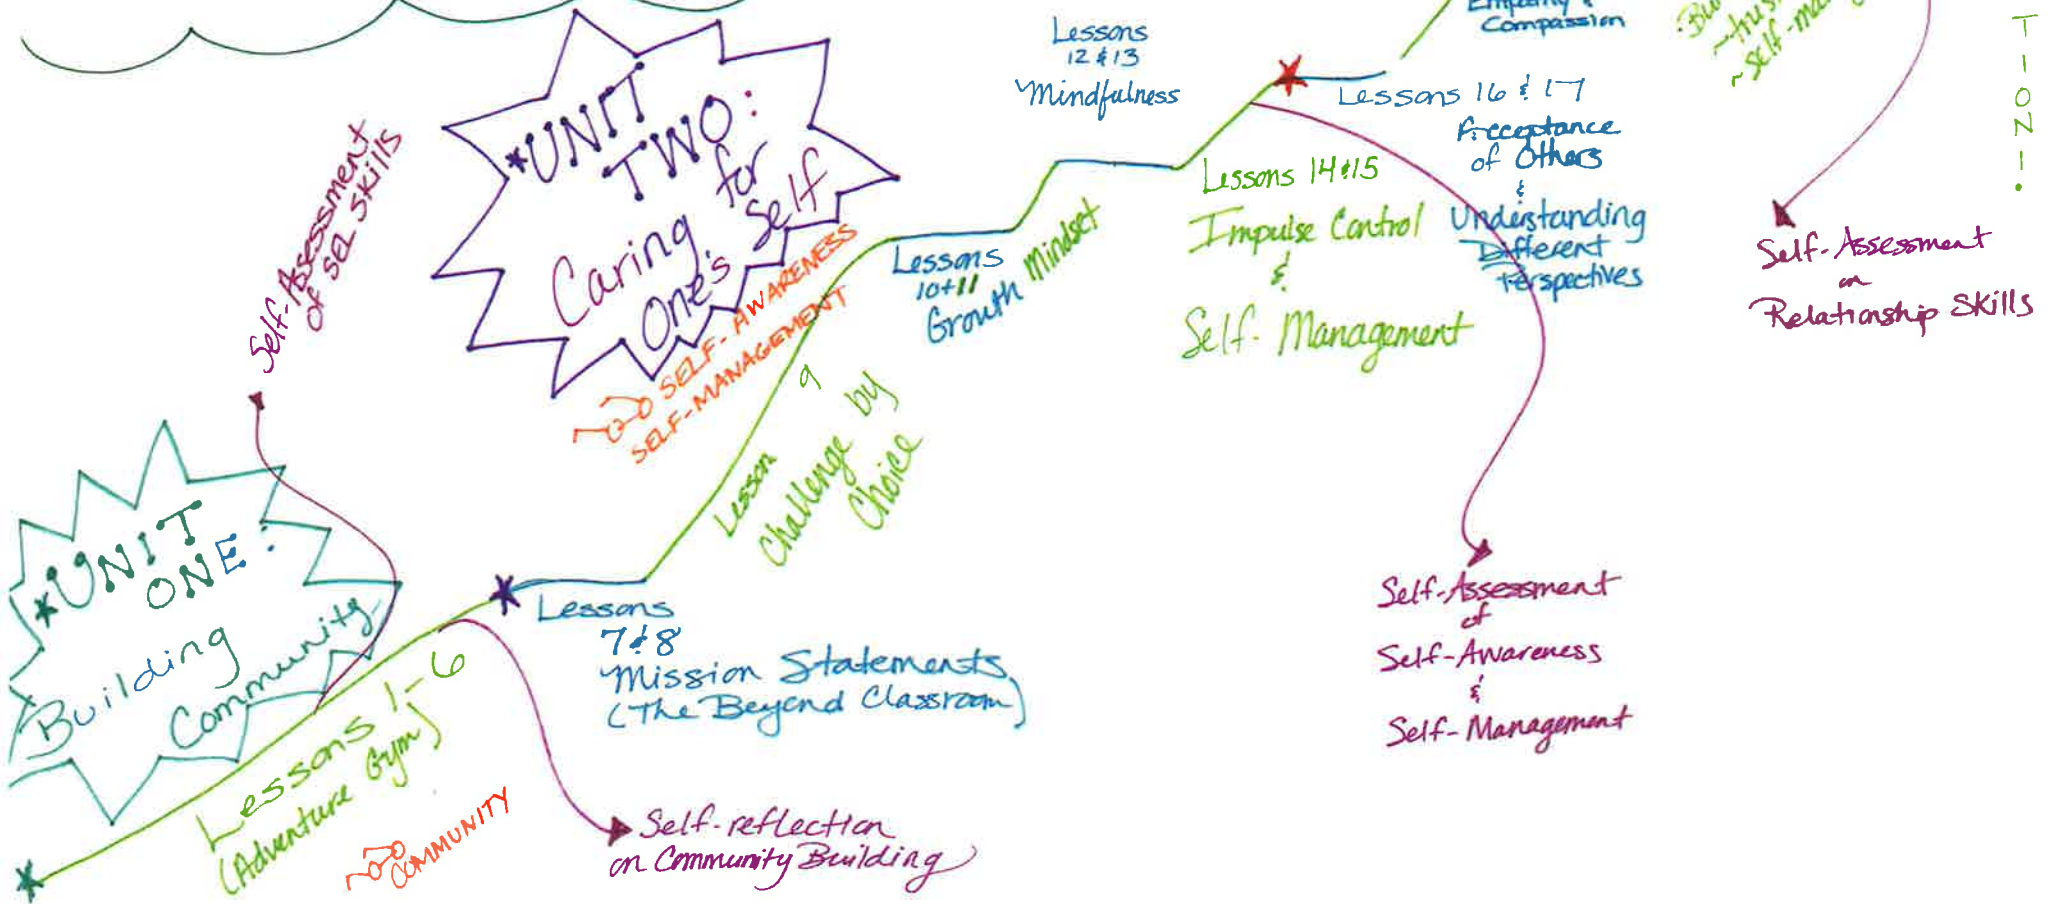 *UNIT
ONE:
Building
Community
Lessons 1-6
(Adventure Gym)
COMMUNITY
Self-Assessment
of SEL Skills
Self-reflection
on Community Building
*UNIT
TWO:
Caring
for
One's
Self
SELF-AWARENESS
SELF-MANAGEMENT
Lessons
7 & 8
Mission Statements
(The Beyond Classroom)
Lesson 9
Challenge by
Choice
Lessons
10+11
Growth Mindset
Lessons
12 & 13
Mindfulness
Lessons 14 & 15
Impulse Control
&
Self-Management
Self-Assessment
of
Self-Awareness
&
Self-Management
Compassion
Lessons 16 & 17
Acceptance
of Others
&
Understanding
Different
Perspectives
Self-Assessment
on
Relationship Skills
T
I
O
N
!